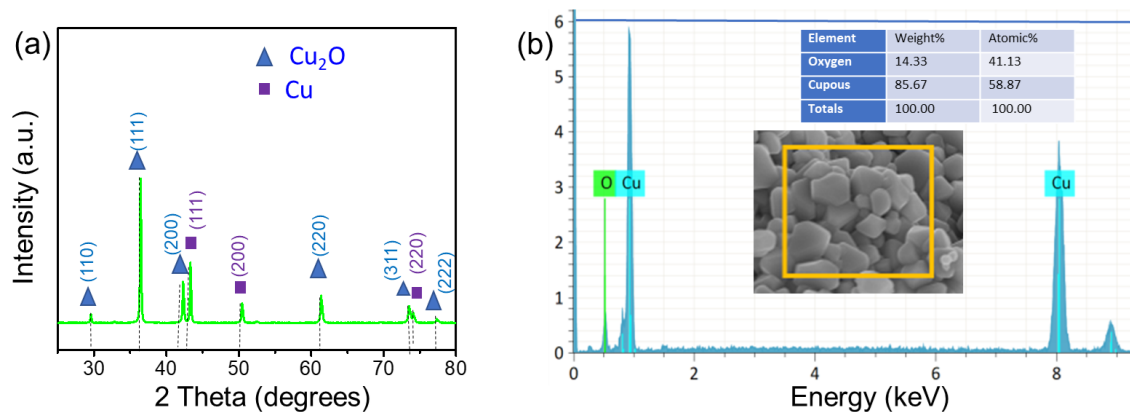 (a)
Cu₂O
Cu
(110)
(111)
(200)
(111)
(200)
(220)
(311)
(220)
(222)
Intensity (a.u.)
30
40
50
60
70
80
2 Theta (degrees)
(b)
6
5
4
3
2
1
0
Element Weight% Atomic%
Oxygen 14.33 41.13
Cupous 85.67 58.87
Totals 100.00 100.00
O Cu
Cu
0
2
4
6
8
Energy (keV)